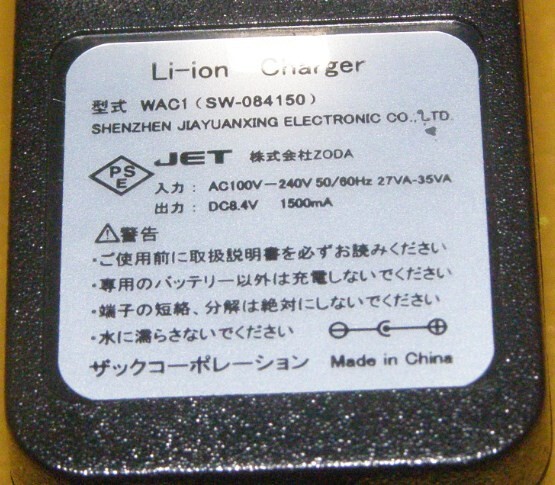 Li-ion Charger
型式 WAC1(SW-084150)
SHENZHEN JIAYUANXING ELECTRONIC CO.,LTD.
PS
E
JET 株式会社ZODA
入力: AC100V-240V 50/60Hz 27VA-35VA
出力: DC8.4V 1500mA
警告
・ご使用前に取扱説明書を必ずお読みください
・専用のバッテリー以外は充電しないでください
・端子の短絡、分解は絶対にしないでください
・水に濡らさないでください
ザックコーポレーション Made in China